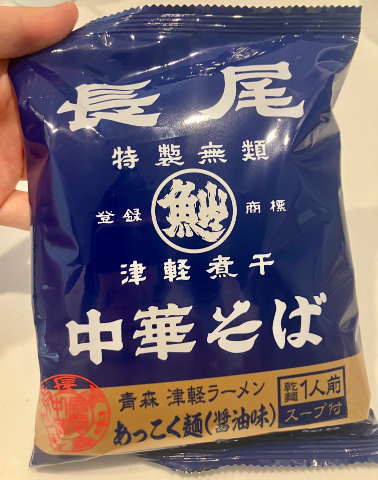 長尾
特製無類
登録 鰮 商標
津軽煮干
中華そば
青森 津軽ラーメン
あっこく麺(醤油味)
乾麺 1人前
スープ付